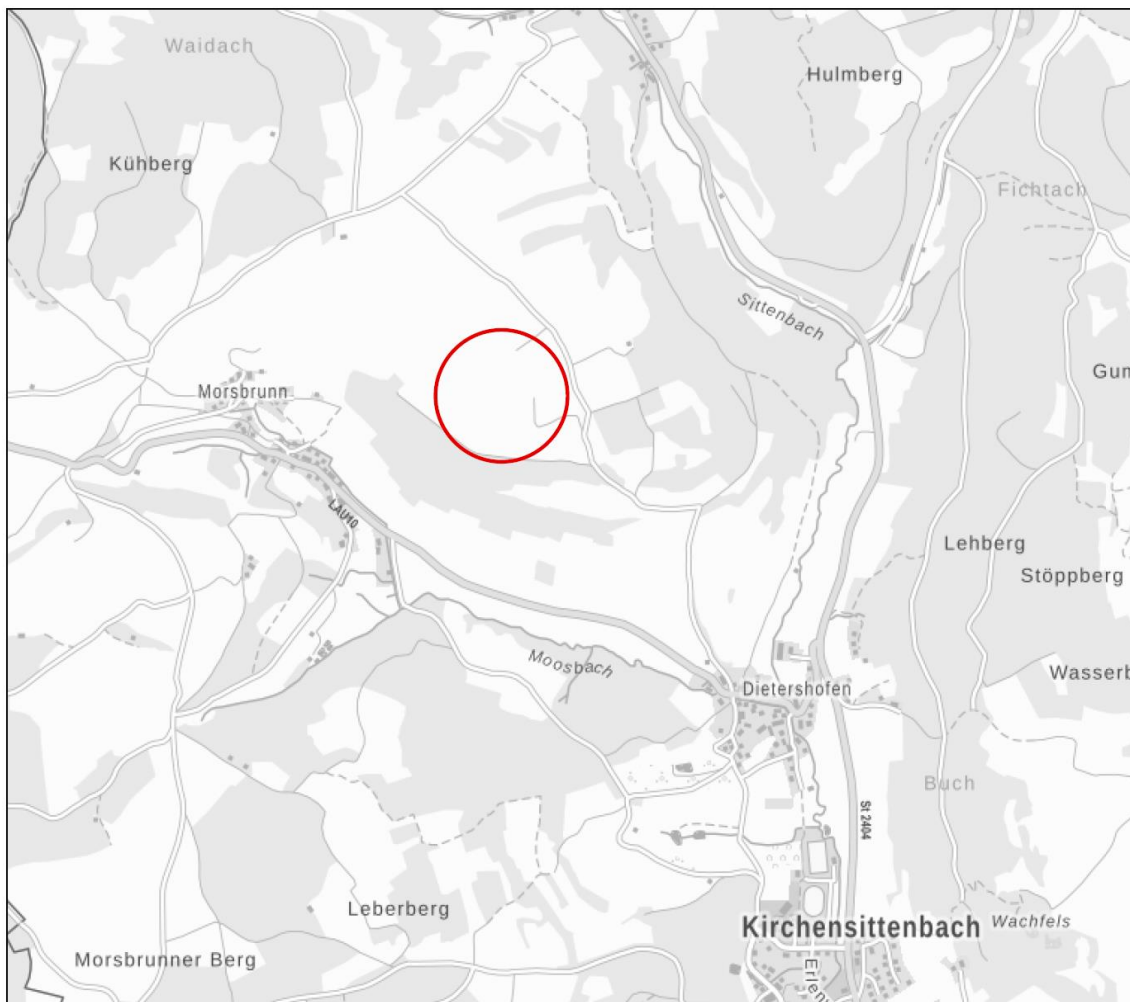 Waidach
Hulmberg
Kühberg
Fichtach
Sittenbach
Gum
Morsbrunn
LAU10
Lehberg
Stöppberg
Moosbach
Wasserb
Dietershofen
Buch
St 2404
Leberberg
Kirchensittenbach
Wachfels
Morsbrunner Berg
Erlenw